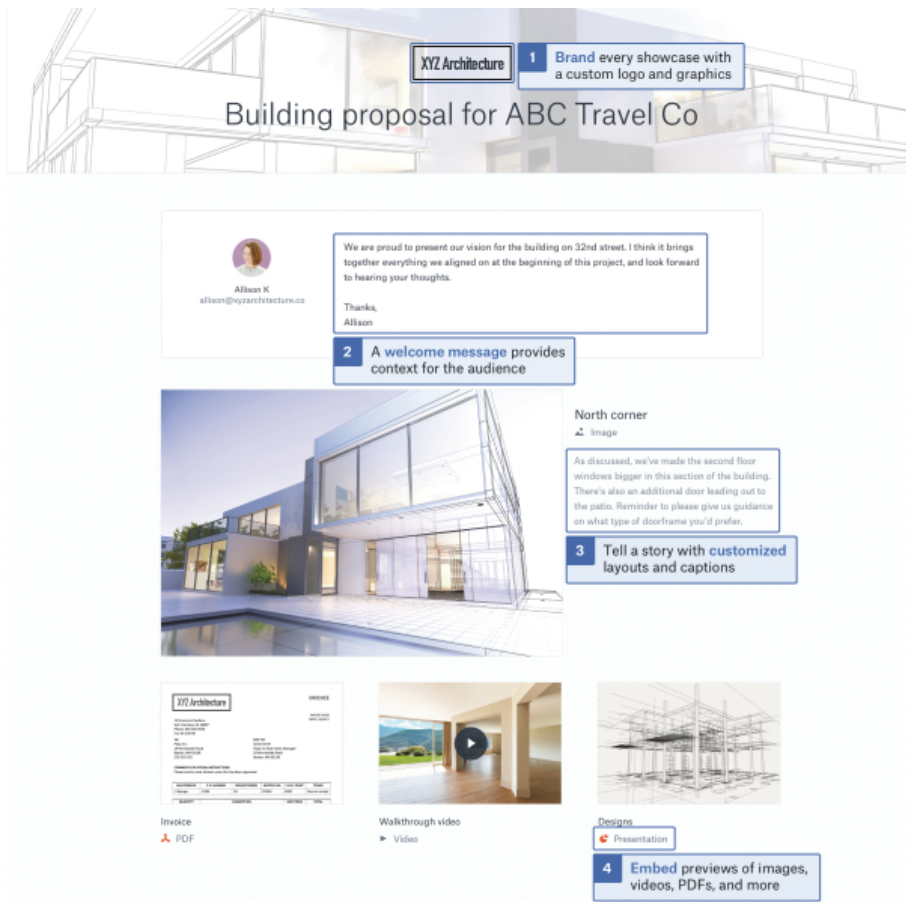 XYZ Architecture
1 Brand every showcase with
a custom logo and graphics
Building proposal for ABC Travel Co
Allison K
allison@xyzarchitecture.co
We are proud to present our vision for the building on 32nd street. I think it brings
together everything we aligned on at the beginning of this project, and look forward
to hearing your thoughts.
Thanks,
Allison
2 A welcome message provides
context for the audience
North corner
Image
As discussed, we've made the second floor
windows bigger in this section of the building.
There's also an additional door leading out to
the patio. Reminder to please give us guidance
on what type of doorframe you'd prefer.
3 Tell a story with customized
layouts and captions
XYZ Architecture
INVOICE
Invoice
PDF
Walkthrough video
Video
Designs
Presentation
4 Embed previews of images,
videos, PDFs, and more